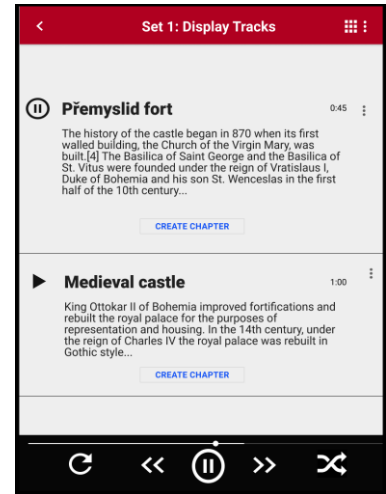 Set 1: Display Tracks
Přemyslid fort
0:45
The history of the castle began in 870 when its first
walled building, the Church of the Virgin Mary, was
built.[4] The Basilica of Saint George and the Basilica of
St. Vitus were founded under the reign of Vratislaus I,
Duke of Bohemia and his son St. Wenceslas in the first
half of the 10th century...
CREATE CHAPTER
Medieval castle
1:00
King Ottokar II of Bohemia improved fortifications and
rebuilt the royal palace for the purposes of
representation and housing. In the 14th century, under
the reign of Charles IV the royal palace was rebuilt in
Gothic style...
CREATE CHAPTER